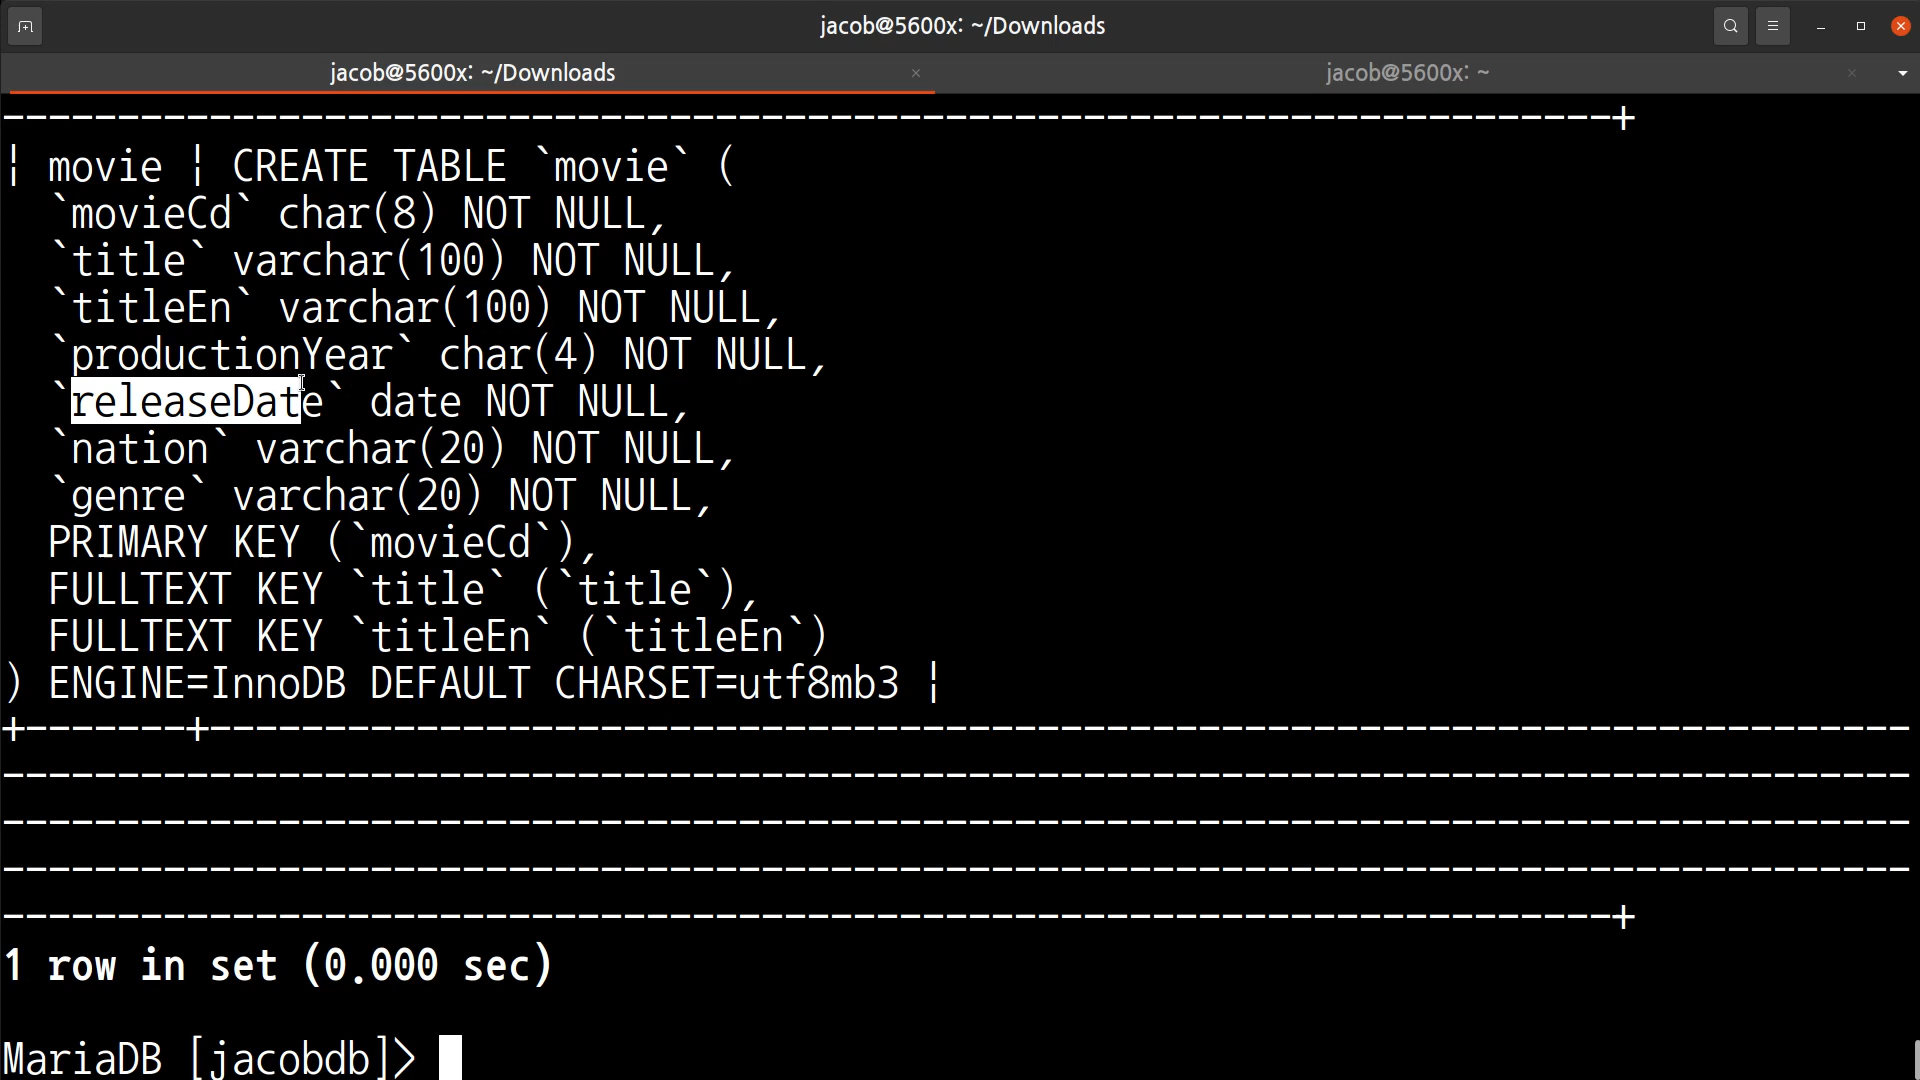 jacob@5600x: ~/Downloads
jacob@5600x: ~/Downloads × jacob@5600x: ~ ×
----------------------------------------------------------------------+
| movie | CREATE TABLE `movie` (
  `movieCd` char(8) NOT NULL,
  `title` varchar(100) NOT NULL,
  `titleEn` varchar(100) NOT NULL,
  `productionYear` char(4) NOT NULL,
  `releaseDate` date NOT NULL,
  `nation` varchar(20) NOT NULL,
  `genre` varchar(20) NOT NULL,
  PRIMARY KEY (`movieCd`),
  FULLTEXT KEY `title` (`title`),
  FULLTEXT KEY `titleEn` (`titleEn`)
) ENGINE=InnoDB DEFAULT CHARSET=utf8mb3 |
+-------+--------------------------------------------------------------------------
-----------------------------------------------------------------------------------
-----------------------------------------------------------------------------------
-----------------------------------------------------------------------------------
----------------------------------------------------------------------+
1 row in set (0.000 sec)
MariaDB [jacobdb]>